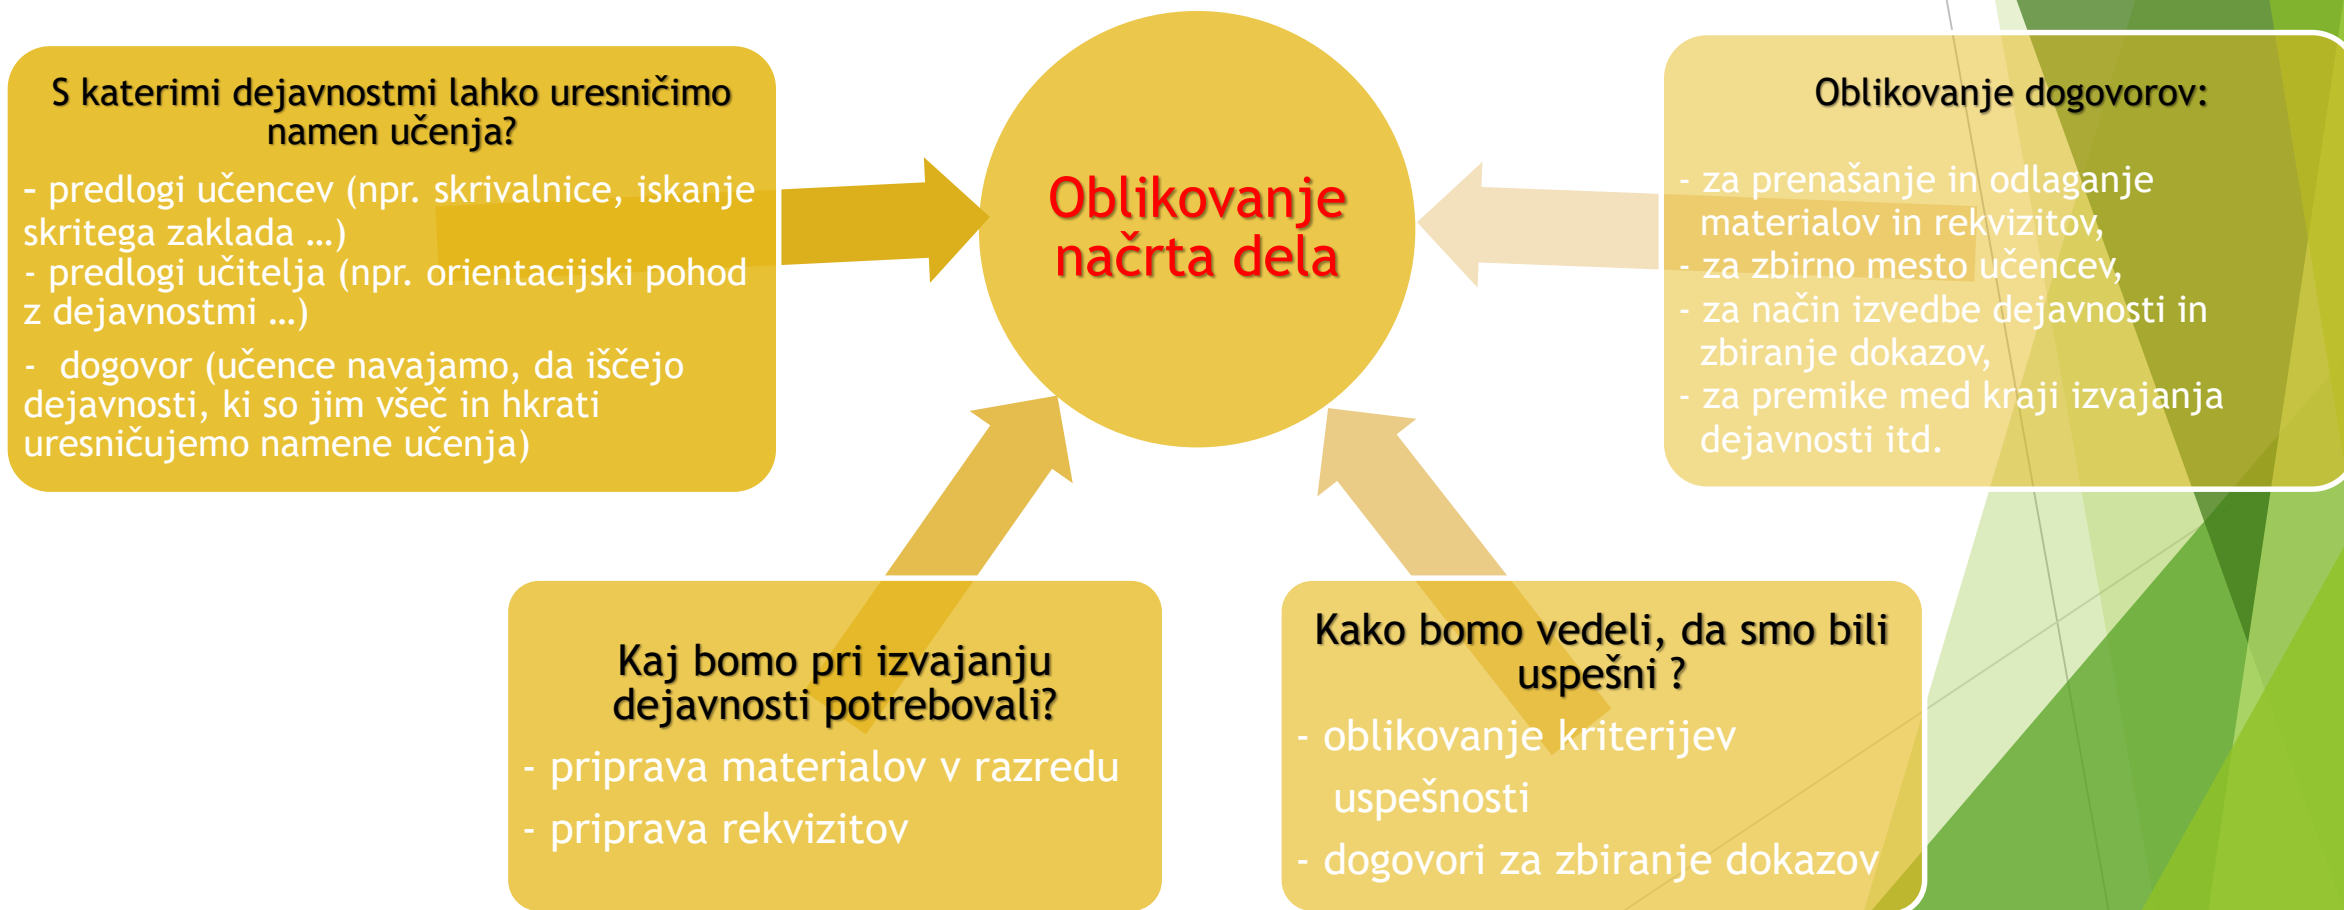 S katerimi dejavnostmi lahko uresničimo
namen učenja?
- predlogi učencev (npr. skrivalnice, iskanje
skritega zaklada …)
- predlogi učitelja (npr. orientacijski pohod
z dejavnostmi …)
- dogovor (učence navajamo, da iščejo
dejavnosti, ki so jim všeč in hkrati
uresničujemo namene učenja)
Oblikovanje
načrta dela
Oblikovanje dogovorov:
- za prenašanje in odlaganje
materialov in rekvizitov,
- za zbirno mesto učencev,
- za način izvedbe dejavnosti in
zbiranje dokazov,
- za premike med kraji izvajanja
dejavnosti itd.
Kaj bomo pri izvajanju
dejavnosti potrebovali?
- priprava materialov v razredu
- priprava rekvizitov
Kako bomo vedeli, da smo bili
uspešni ?
- oblikovanje kriterijev
uspešnosti
- dogovori za zbiranje dokazov